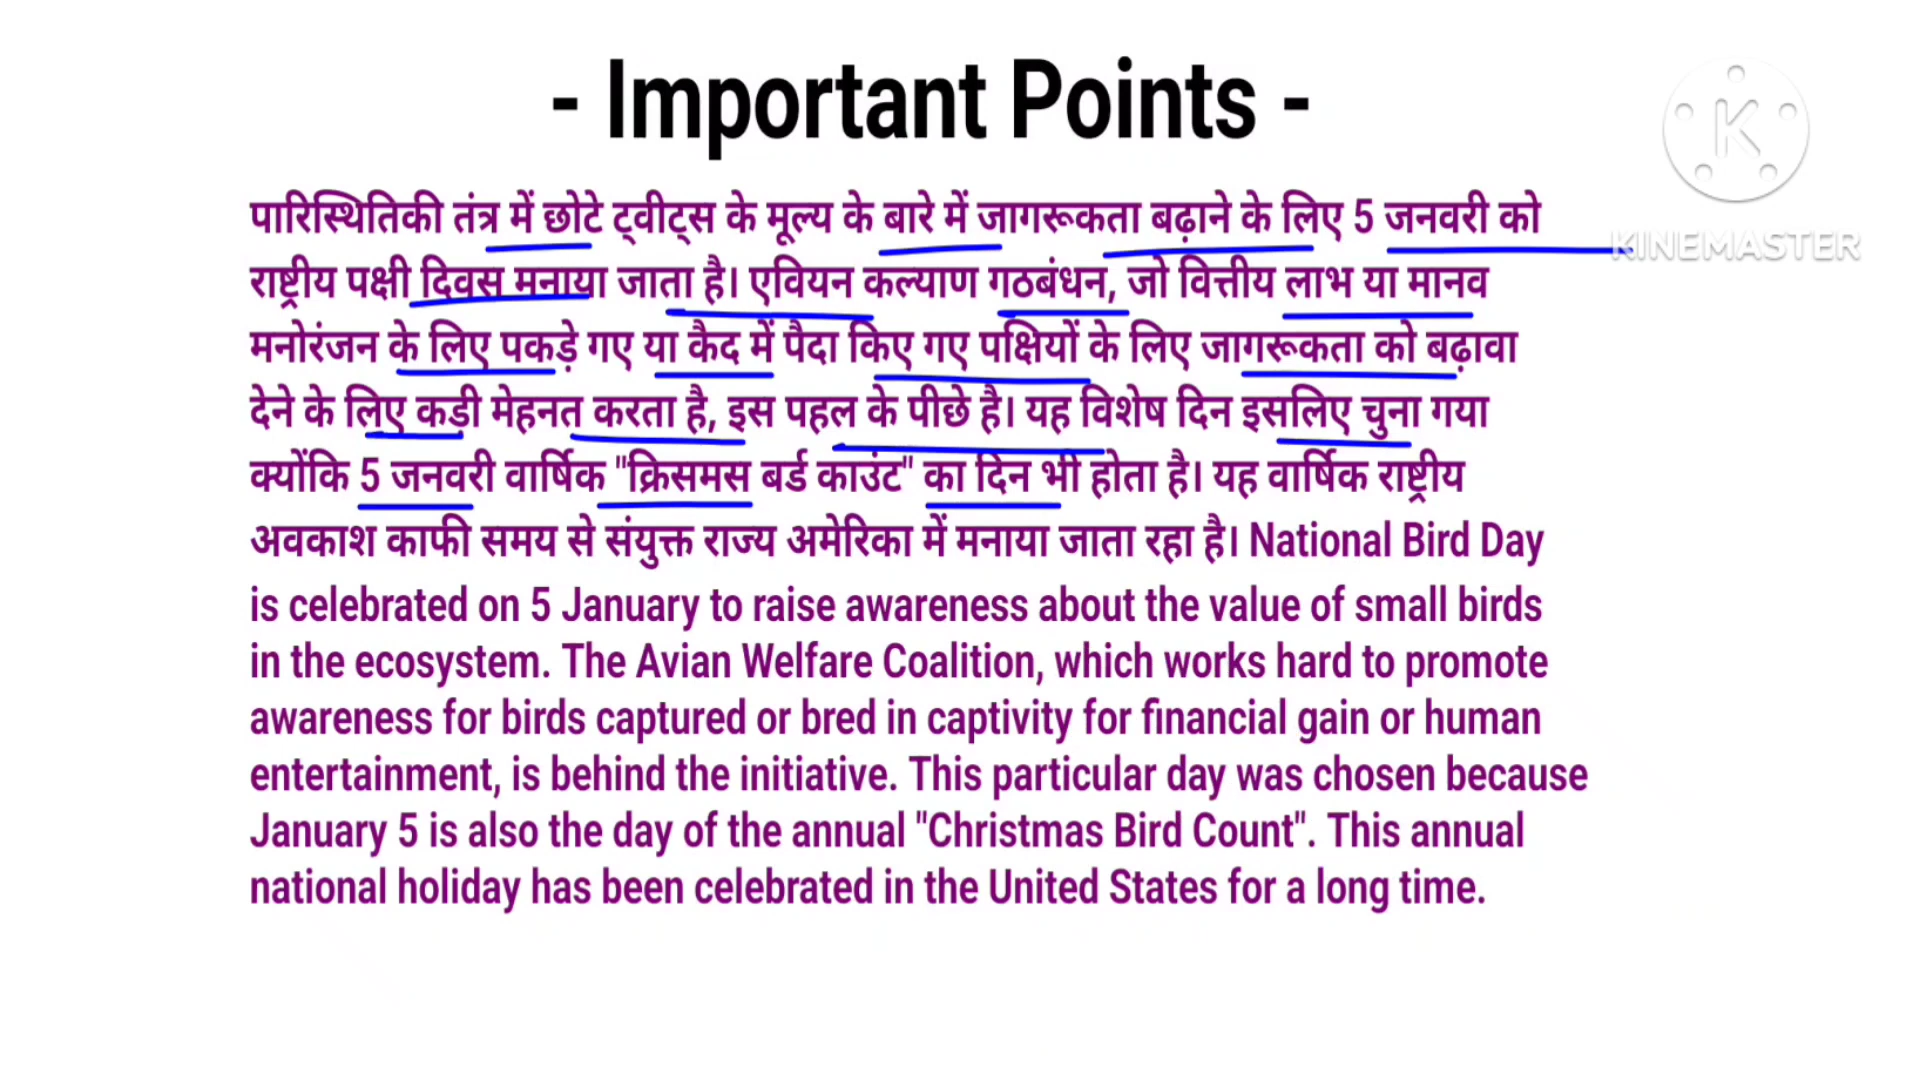 - Important Points -
K
KINEMASTER
पारिस्थितिकी तंत्र में छोटे ट्वीट्स के मूल्य के बारे में जागरूकता बढ़ाने के लिए 5 जनवरी को
राष्ट्रीय पक्षी दिवस मनाया जाता है। एवियन कल्याण गठबंधन, जो वित्तीय लाभ या मानव
मनोरंजन के लिए पकड़े गए या कैद में पैदा किए गए पक्षियों के लिए जागरूकता को बढ़ावा
देने के लिए कड़ी मेहनत करता है, इस पहल के पीछे है। यह विशेष दिन इसलिए चुना गया
क्योंकि 5 जनवरी वार्षिक "क्रिसमस बर्ड काउंट" का दिन भी होता है। यह वार्षिक राष्ट्रीय
अवकाश काफी समय से संयुक्त राज्य अमेरिका में मनाया जाता रहा है। National Bird Day
is celebrated on 5 January to raise awareness about the value of small birds
in the ecosystem. The Avian Welfare Coalition, which works hard to promote
awareness for birds captured or bred in captivity for financial gain or human
entertainment, is behind the initiative. This particular day was chosen because
January 5 is also the day of the annual "Christmas Bird Count". This annual
national holiday has been celebrated in the United States for a long time.